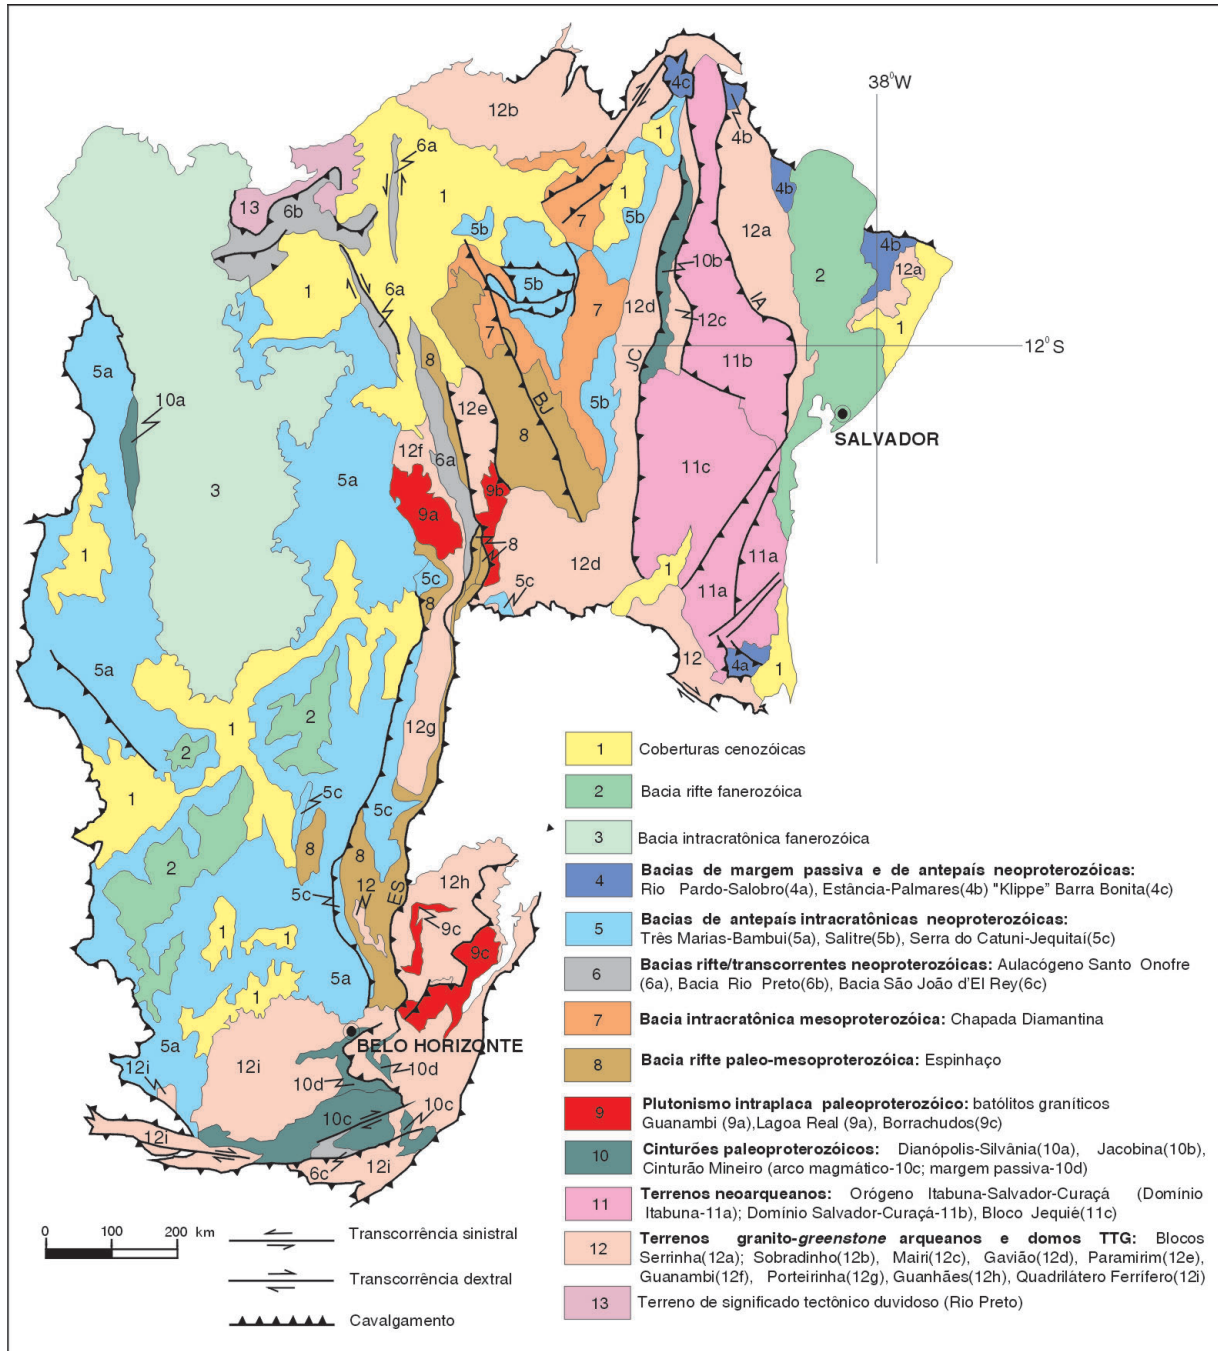 38⁰W
12b
4c
4b
1
6a
13
6b
1
5b
7
1
5b
4b
12a
2
4b
12a
1
5b
10b
IA
12⁰ S
1
6a
7
7
12d
12c
11b
JC
5a
10a
8
12e
BJ
8
5b
SALVADOR
12f
6a
5a
3
9a
9b
11c
1
8
12d
1
11a
11a
5c
8
5c
5a
12
4a
1
2
12g
1
2
1
5c
5c
8
8
12
ES
12h
2
5c
9c
9c
1
1
5a
1
BELO HORIZONTE
5a
12i
12i
10d
10d
10c
10c
12i
6c
12i
1 Coberturas cenozóicas
2 Bacia rifte fanerozóica
3 Bacia intracratônica fanerozóica
4 Bacias de margem passiva e de antepaís neoproterozóicas:
Rio Pardo-Salobro(4a), Estância-Palmares(4b) "Klippe" Barra Bonita(4c)
5 Bacias de antepaís intracratônicas neoproterozóicas:
Três Marias-Bambui(5a), Salitre(5b), Serra do Catuni-Jequitaí(5c)
6 Bacias rifte/transcorrentes neoproterozóicas: Aulacógeno Santo Onofre
(6a), Bacia Rio Preto(6b), Bacia São João d'El Rey(6c)
7 Bacia intracratônica mesoproterozóica: Chapada Diamantina
8 Bacia rifte paleo-mesoproterozóica: Espinhaço
9 Plutonismo intraplaca paleoproterozóico: batólitos graníticos
Guanambi (9a),Lagoa Real (9a), Borrachudos(9c)
10 Cinturões paleoproterozóicos: Dianópolis-Silvânia(10a), Jacobina(10b),
Cinturão Mineiro (arco magmático-10c; margem passiva-10d)
11 Terrenos neoarqueanos: Orógeno Itabuna-Salvador-Curaçá (Domínio
Itabuna-11a); Domínio Salvador-Curaçá-11b), Bloco Jequié(11c)
12 Terrenos granito-greenstone arqueanos e domos TTG: Blocos
Serrinha(12a); Sobradinho(12b), Mairi(12c), Gavião(12d), Paramirim(12e),
Guanambi(12f), Porteirinha(12g), Guanhães(12h), Quadrilátero Ferrífero(12i)
13 Terreno de significado tectônico duvidoso (Rio Preto)
0 100 200 km
Transcorrência sinistral
Transcorrência dextral
Cavalgamento